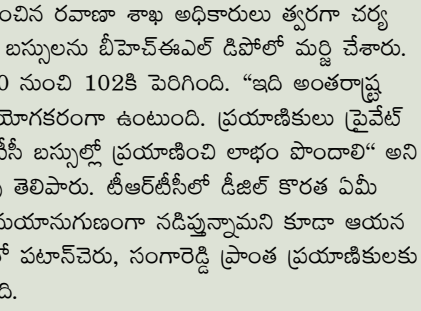 ంచిన రవాణా శాఖ అధికారులు త్వరగా చర్య
బస్సులను బీహెచ్ఈఎల్ డిపోలో మర్జి చేశారు.
0 నుంచి 102కి పెరిగింది. “ఇది అంతరాష్ట్ర
యోగకరంగా ఉంటుంది. ప్రయాణికులు ప్రైవేట్
టీసీ బస్సుల్లో ప్రయాణించి లాభం పొందాలి“ అని
తెలిపారు. టీఆర్‌టీసీలో డీజిల్ కొరత ఏమీ
మయానుగుణంగా నడిప్తున్నామని కూడా ఆయన
లో పటాన్‌చెరు, సంగారెడ్డి ప్రాంత ప్రయాణికులకు
ది.